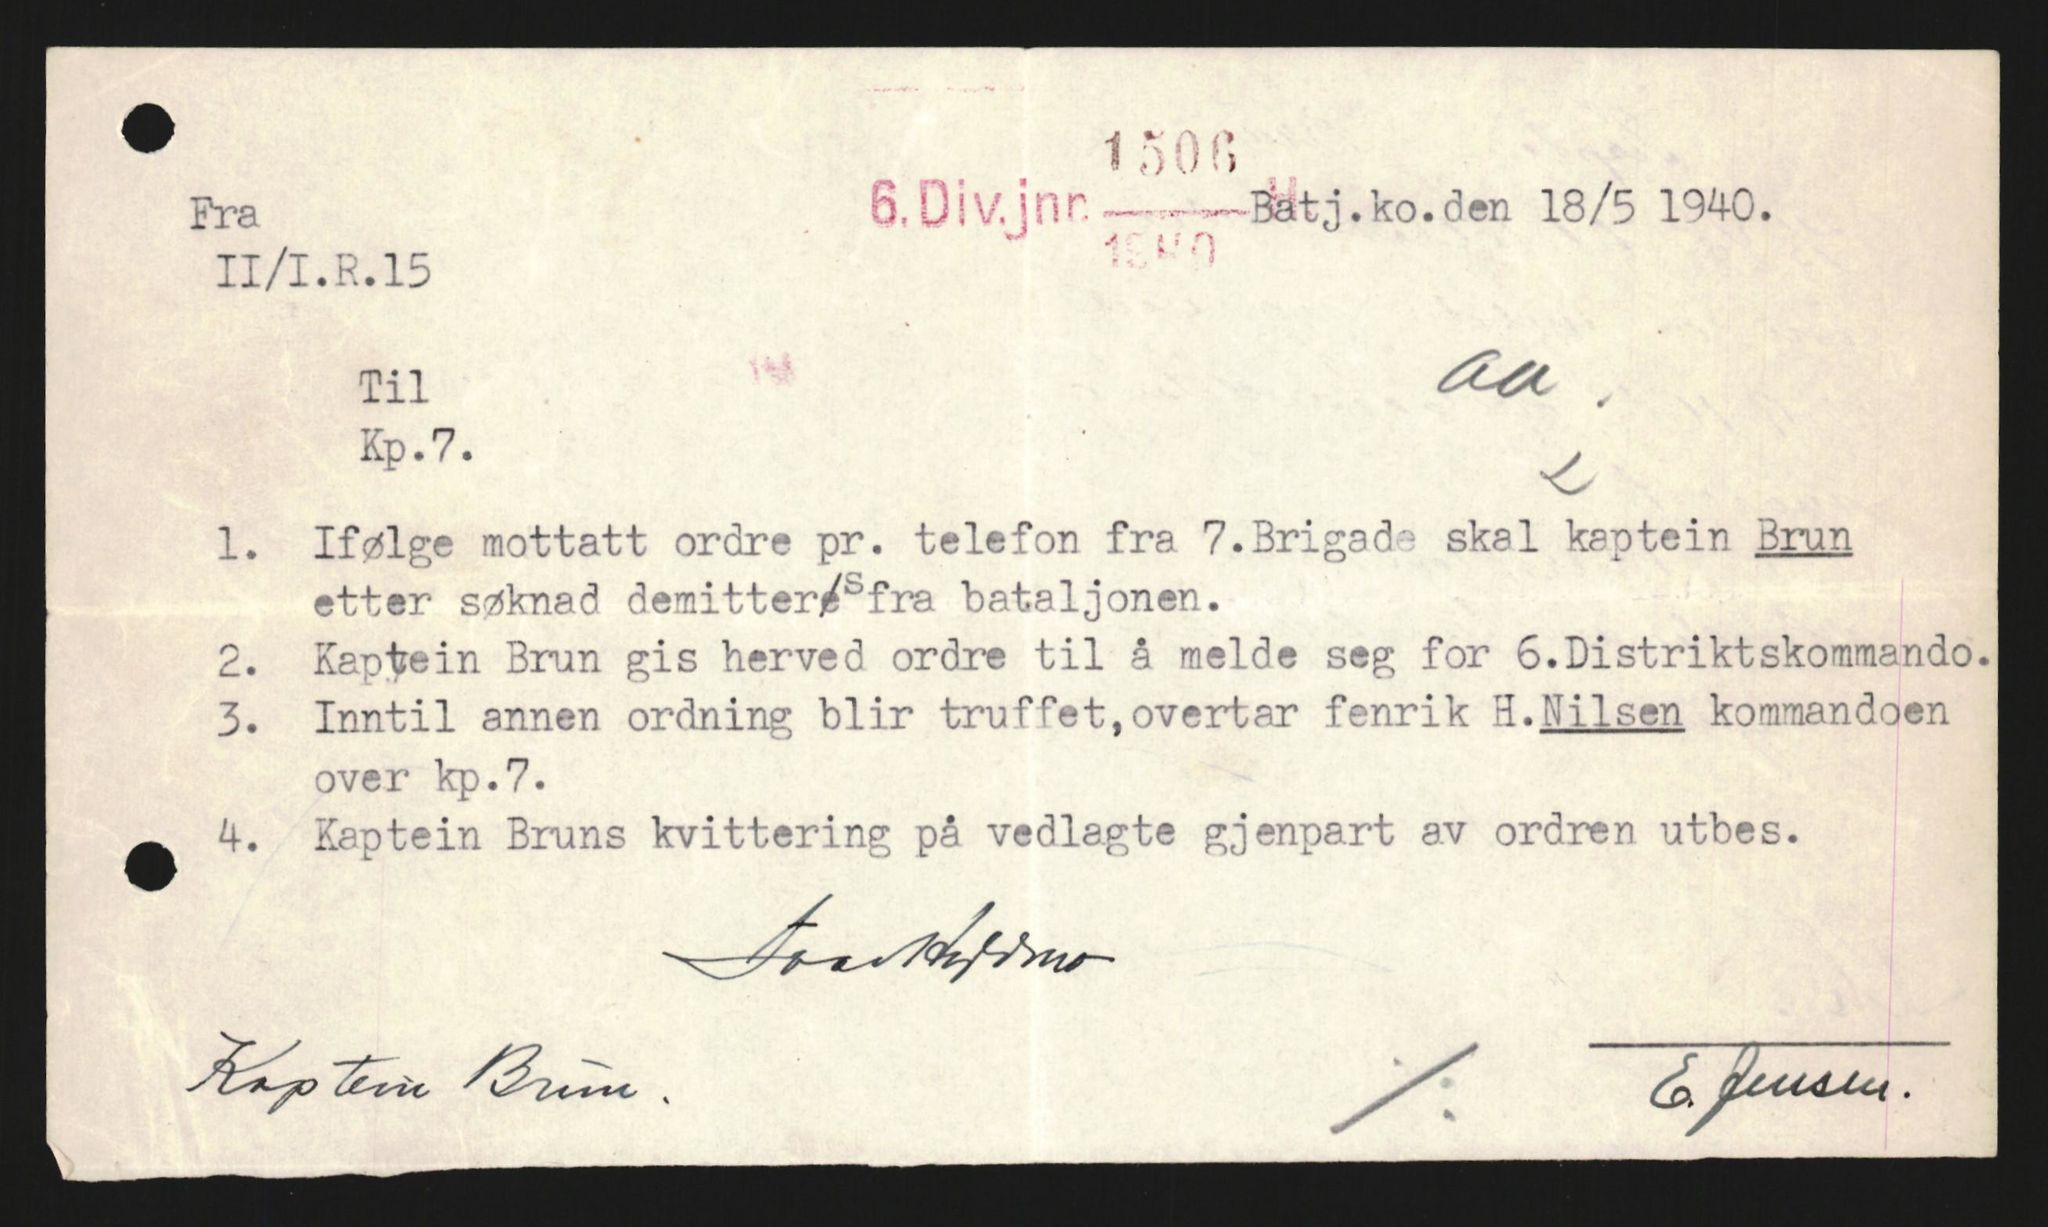 1506
6.Div.jnr. H Batj.ko.den 18/5 1940.
1940
Fra
II/I.R.15
Til
Kp.7.
aa.
1. Ifølge mottatt ordre pr. telefon fra 7.Brigade skal kaptein Brun
etter søknad demitteres fra bataljonen.
2. Kaptein Brun gis herved ordre til å melde seg for 6.Distriktskommando.
3. Inntil annen ordning blir truffet,overtar fenrik H.Nilsen kommandoen
over kp.7.
4. Kaptein Bruns kvittering på vedlagte gjenpart av ordren utbes.
Kaptein Brun.
./.
E. Jensen.